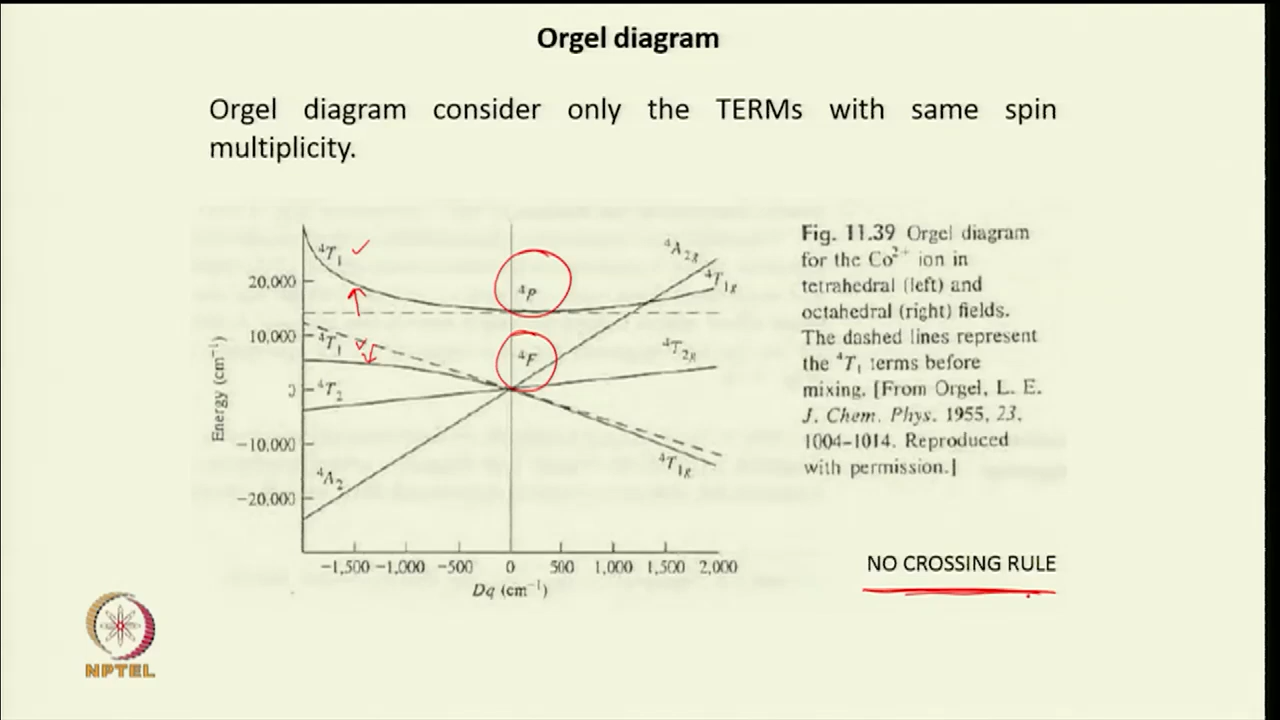 Orgel diagram
Orgel diagram consider only the TERMs with same spin
multiplicity.
⁴T₁
20,000
10,000
0
−10,000
−20,000
Energy (cm⁻¹)
⁴T₁
⁴T₂
⁴A₂
⁴P
⁴F
⁴A₂g
⁴T₁g
⁴T₂g
⁴T₁g
−1,500 −1,000 −500 0 500 1,000 1,500 2,000
Dq (cm⁻¹)
Fig. 11.39 Orgel diagram
for the Co²⁺ ion in
tetrahedral (left) and
octahedral (right) fields.
The dashed lines represent
the ⁴T₁ terms before
mixing. [From Orgel, L. E.
J. Chem. Phys. 1955, 23,
1004–1014. Reproduced
with permission.]
NO CROSSING RULE
NPTEL